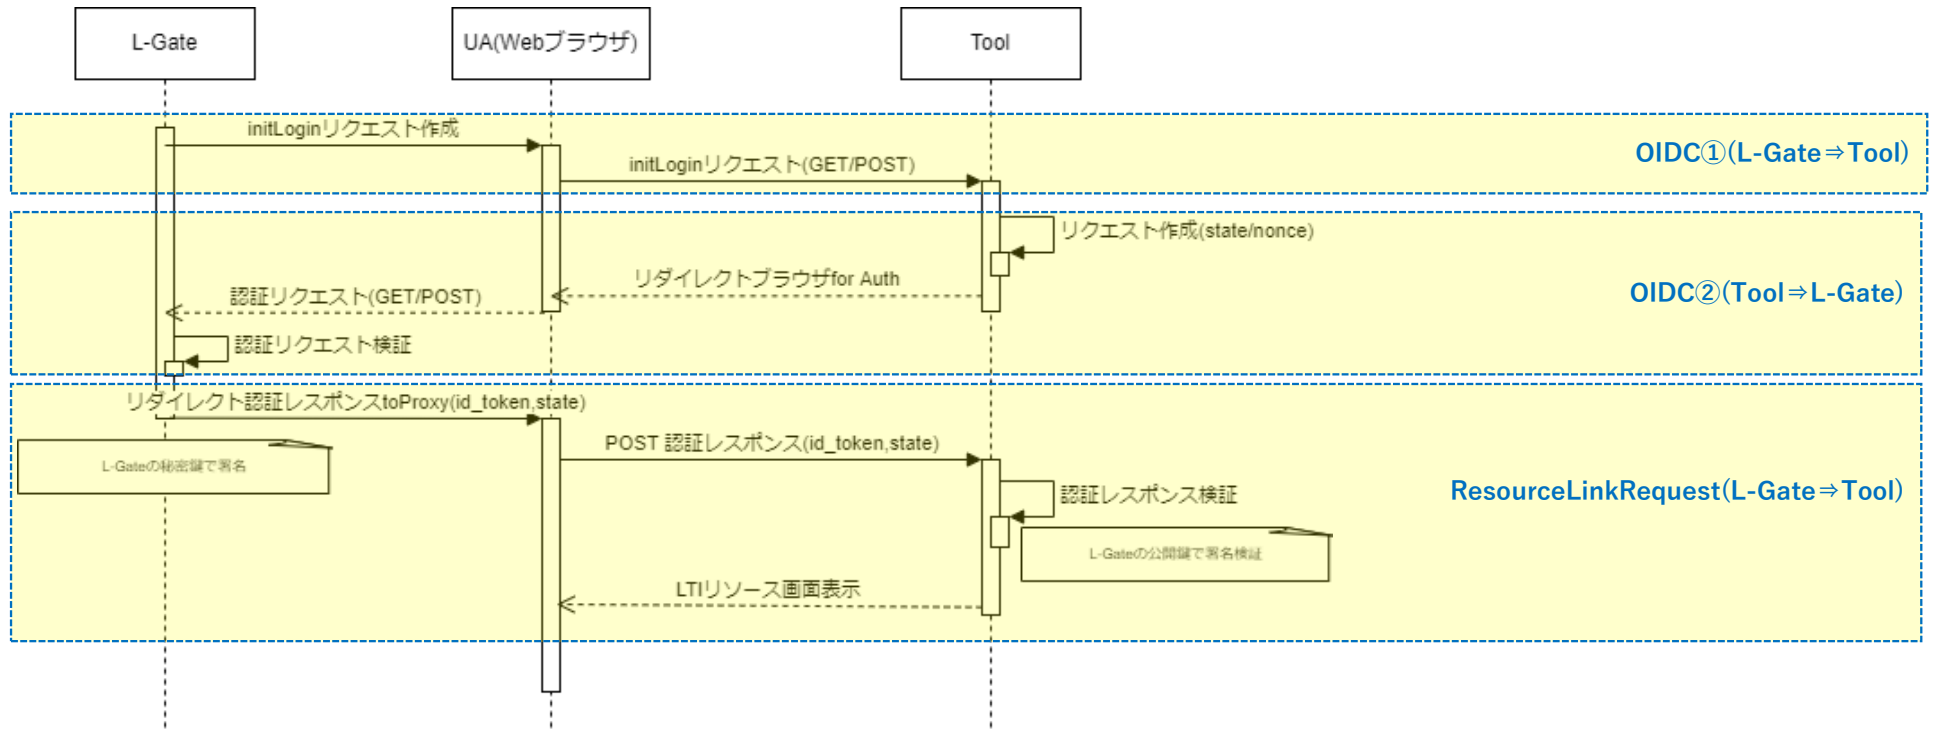 L-Gate
UA(Webブラウザ)
Tool
initLoginリクエスト作成
OIDC①(L-Gate⇒Tool)
initLoginリクエスト(GET/POST)
リクエスト作成(state/nonce)
リダイレクトブラウザfor Auth
OIDC②(Tool⇒L-Gate)
認証リクエスト(GET/POST)
認証リクエスト検証
リダイレクト認証レスポンスtoProxy(id_token,state)
POST 認証レスポンス(id_token,state)
L-Gateの秘密鍵で署名
ResourceLinkRequest(L-Gate⇒Tool)
認証レスポンス検証
L-Gateの公開鍵で署名検証
LTIリソース画面表示